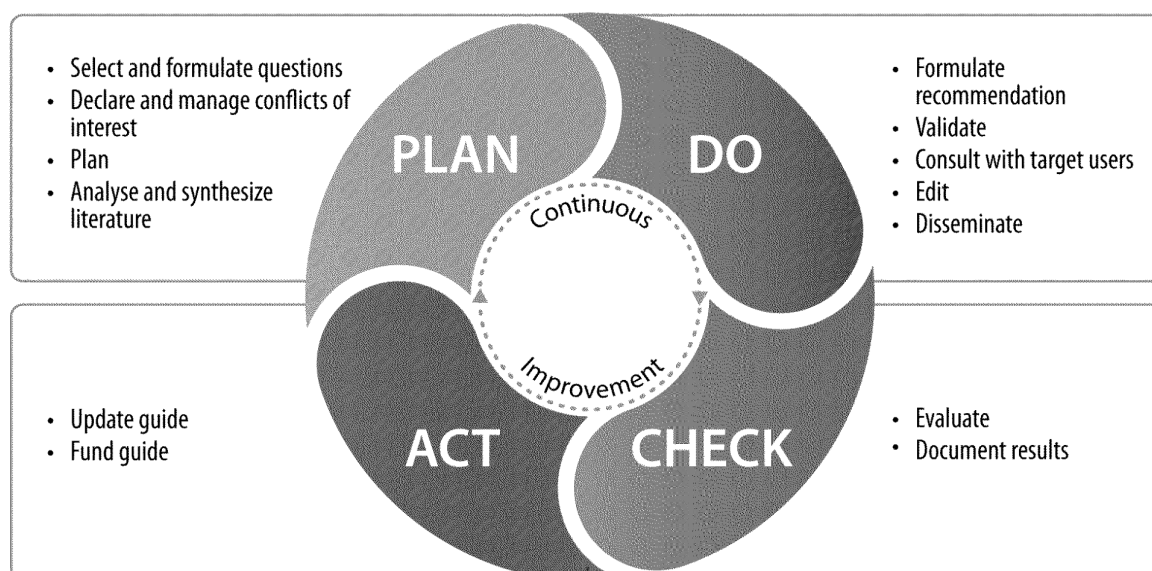 • Select and formulate questions
• Declare and manage conflicts of
interest
• Plan
• Analyse and synthesize
literature
PLAN
DO
• Formulate
recommendation
• Validate
• Consult with target users
• Edit
• Disseminate
Continuous
Improvement
• Update guide
• Fund guide
ACT
CHECK
• Evaluate
• Document results